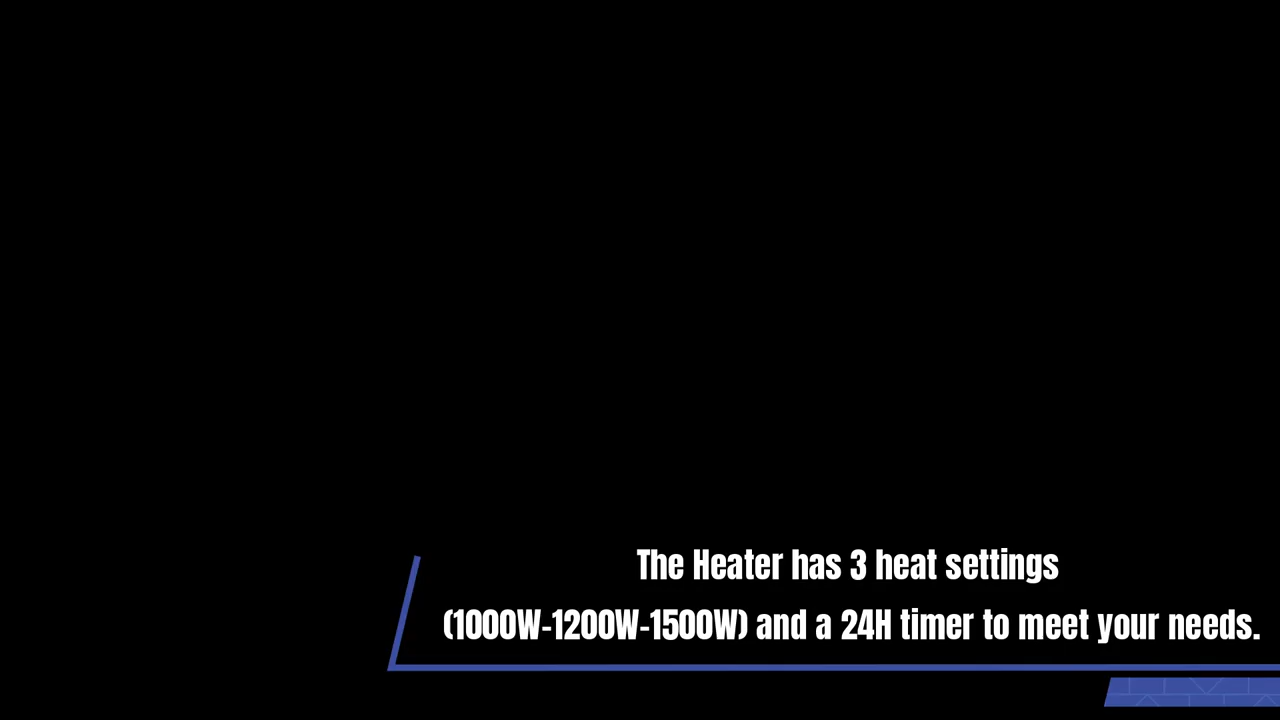 The Heater has 3 heat settings
(1000W-1200W-1500W) and a 24H timer to meet your needs.